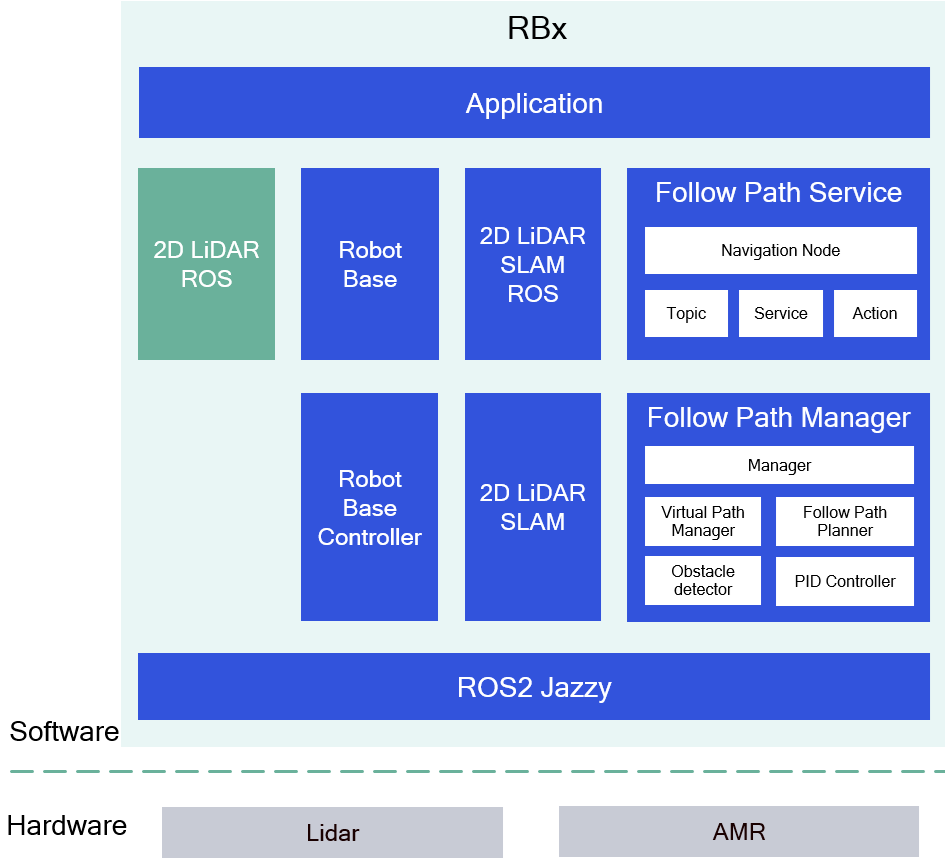 RBx
Application
2D LiDAR
ROS
Robot
Base
2D LiDAR
SLAM
ROS
Follow Path Service
Navigation Node
Topic
Service
Action
Robot
Base
Controller
2D LiDAR
SLAM
Follow Path Manager
Manager
Virtual Path
Manager
Follow Path
Planner
Obstacle
detector
PID Controller
ROS2 Jazzy
Software
Hardware
Lidar
AMR